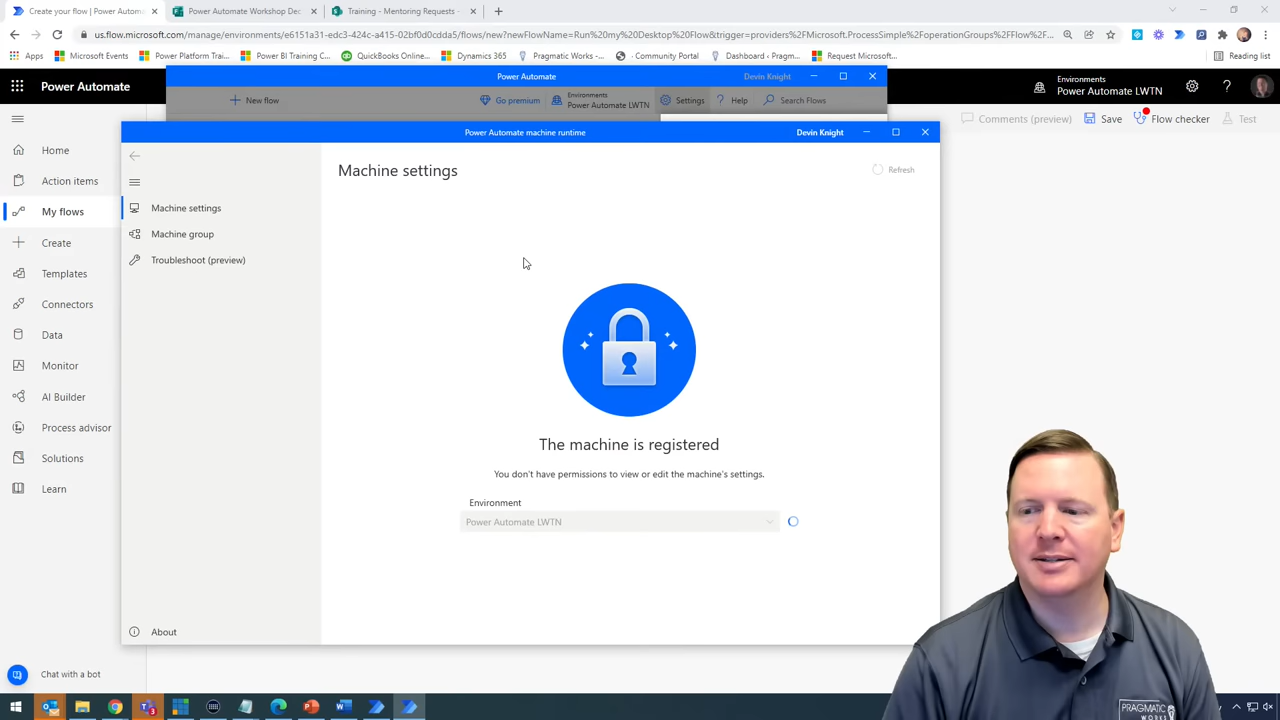 Create your flow | Power Automa
Power Automate Workshop Dec
Training - Mentoring Requests -
us.flow.microsoft.com/manage/environments/e6151a31-edc3-424c-a415-02bf0d0cdda5/flows/new?flowName=Run%20my%20Desktop%20Flow&trigger=providers%2FMicrosoft.ProcessSimple%2FoperationGroups%2FFlow%2...
Apps
Microsoft Events
Power Platform Trai...
Power BI Training C...
QuickBooks Online...
Dynamics 365
Pragmatic Works -...
· Community Portal
Dashboard ‹ Pragm...
Request Microsoft...
Reading list
Power Automate
Environments
Power Automate LWTN
Power Automate
Devin Knight
New flow
Go premium
Environments
Power Automate LWTN
Settings
Help
Search Flows
Comments (preview)
Save
Flow checker
Test
Home
Action items
My flows
Create
Templates
Connectors
Data
Monitor
AI Builder
Process advisor
Solutions
Learn
Chat with a bot
Power Automate machine runtime
Devin Knight
Machine settings
Machine group
Troubleshoot (preview)
About
Machine settings
Refresh
The machine is registered
You don't have permissions to view or edit the machine's settings.
Environment
Power Automate LWTN
PRAGMATIC
WORKS